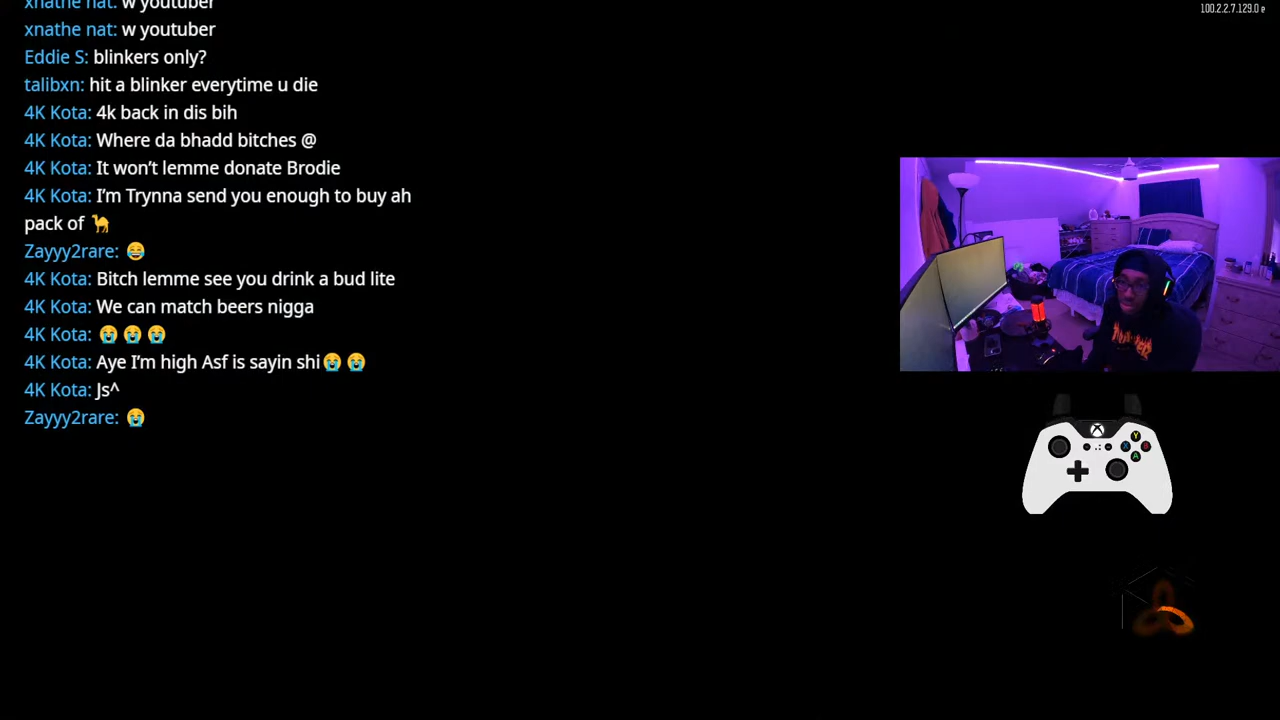 xnathe nat: w youtuber
100.2.2.7.129.0
xnathe nat: w youtuber
Eddie S: blinkers only?
talibxn: hit a blinker everytime u die
4K Kota: 4k back in dis bih
4K Kota: Where da bhadd bitches @
4K Kota: It won’t lemme donate Brodie
4K Kota: I’m Trynna send you enough to buy ah
pack of 🐪
Zayyy2rare: 😂
4K Kota: Bitch lemme see you drink a bud lite
4K Kota: We can match beers nigga
4K Kota: 😭😭😭
4K Kota: Aye I’m high Asf is sayin shi😭😭
4K Kota: Js^
Zayyy2rare: 😭
Y
X
B
A